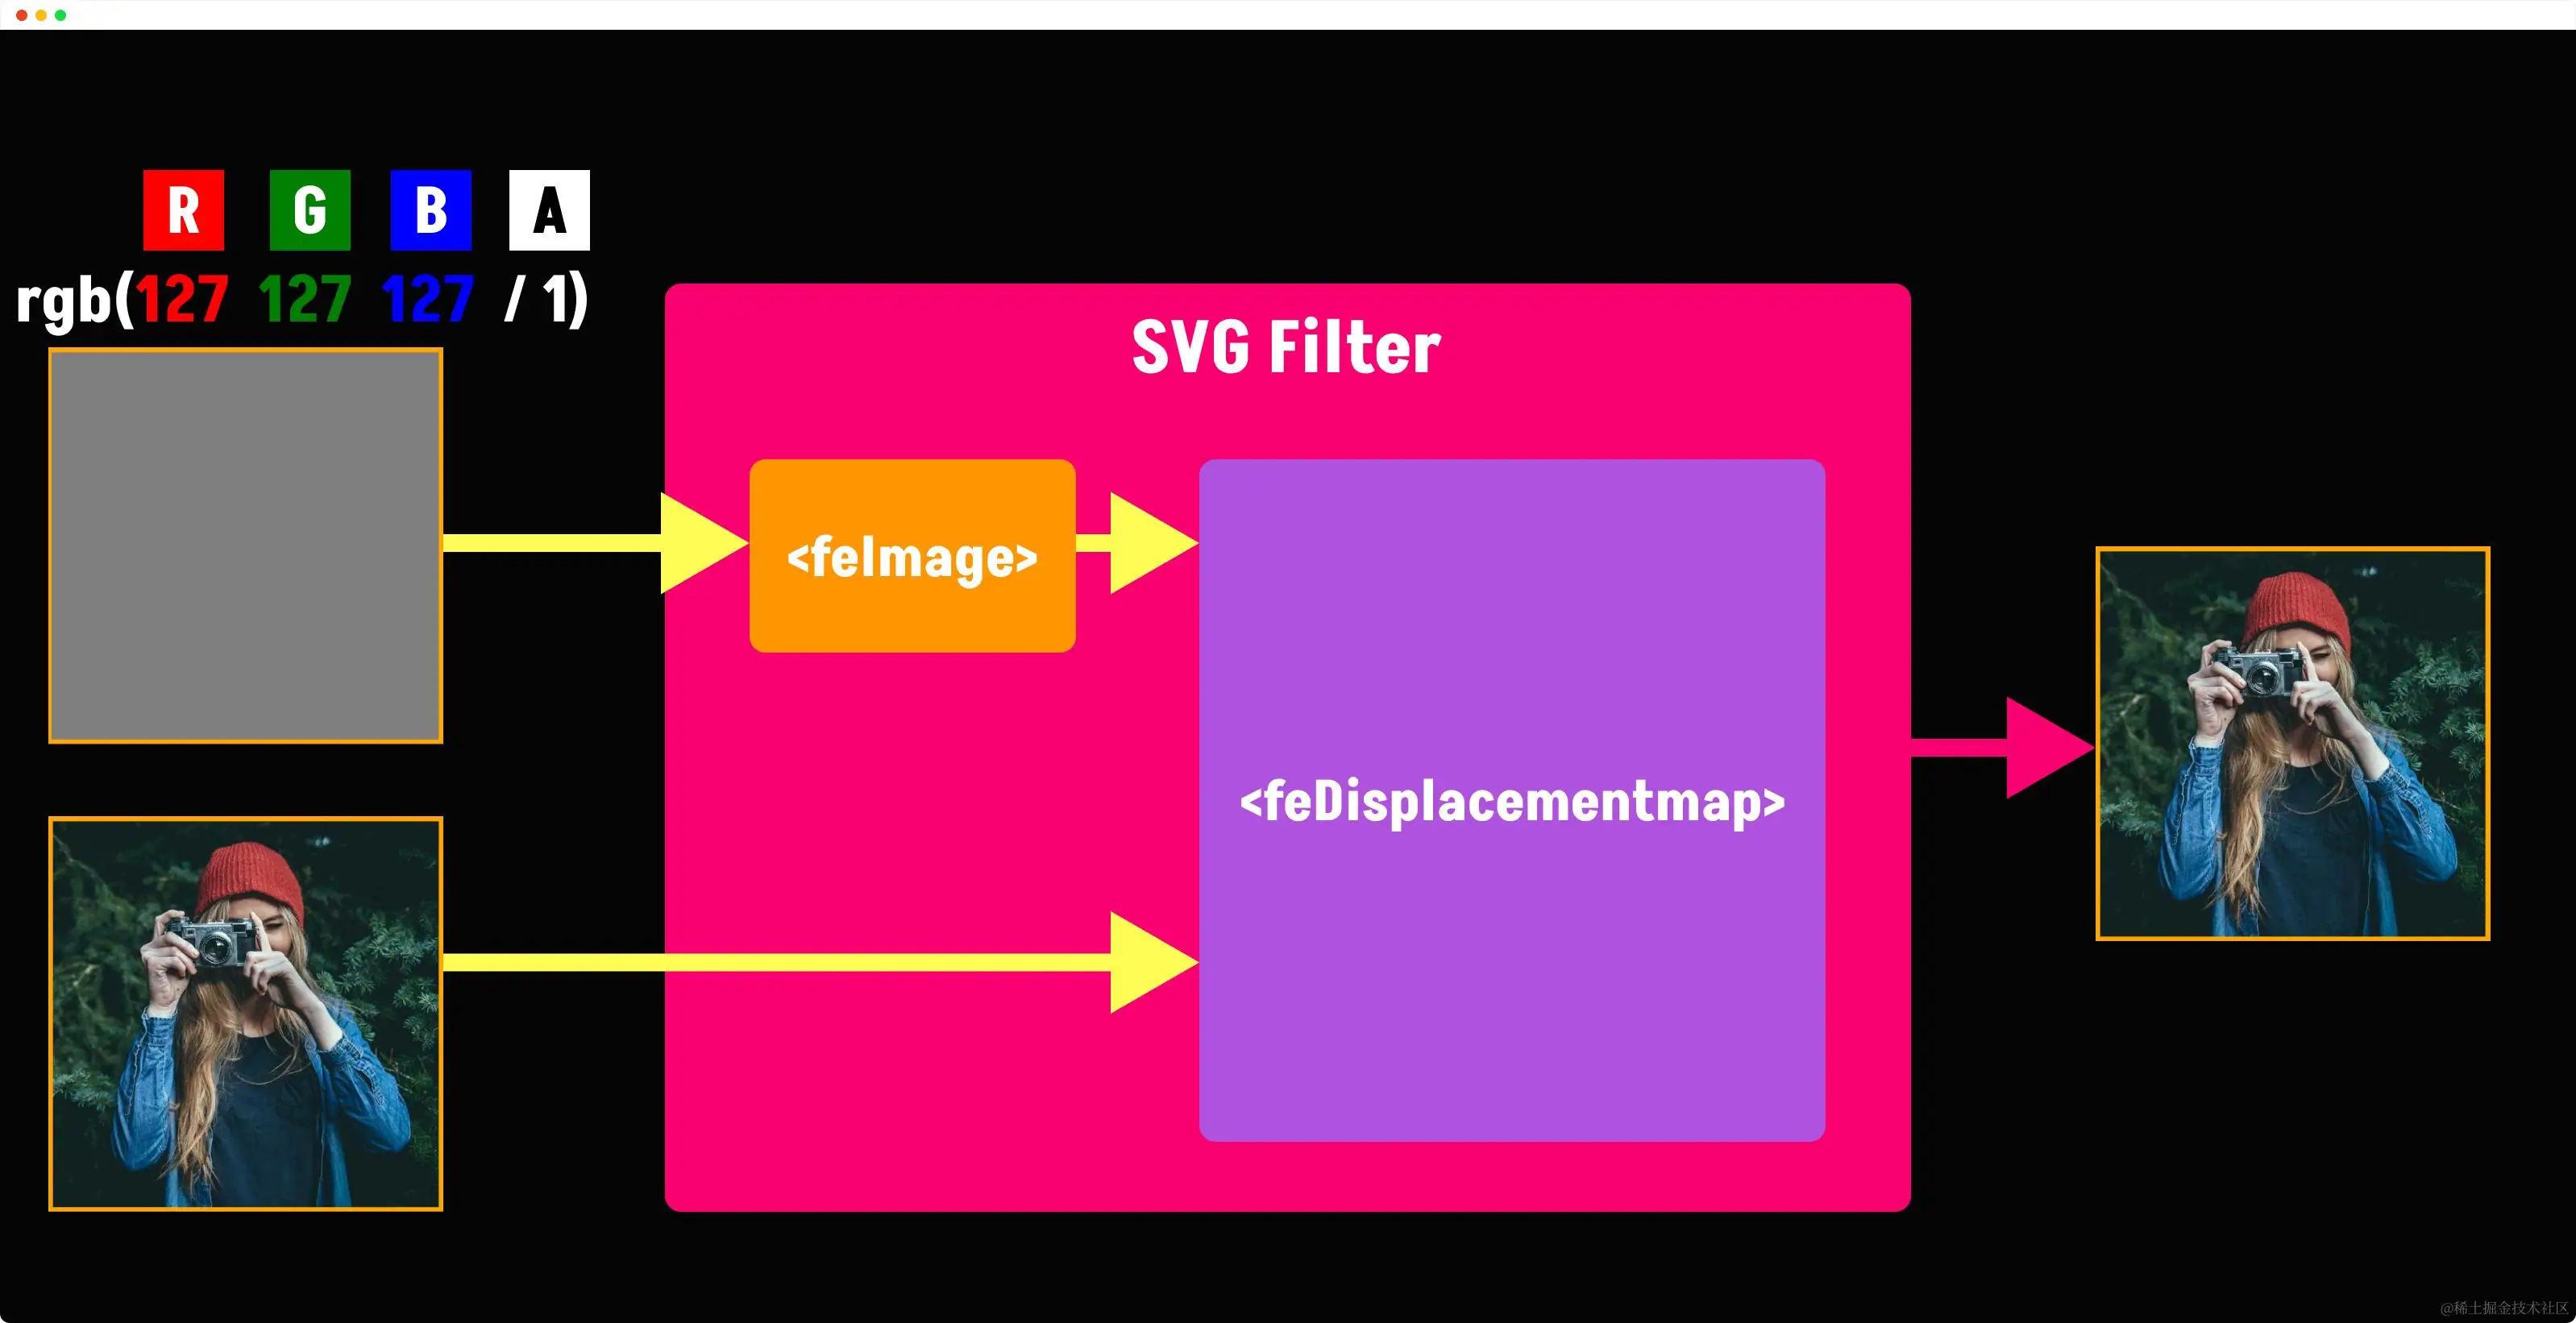 R G B A
rgb(127 127 127 / 1)
SVG Filter
<feImage>
<feDisplacementmap>
@稀土掘金技术社区